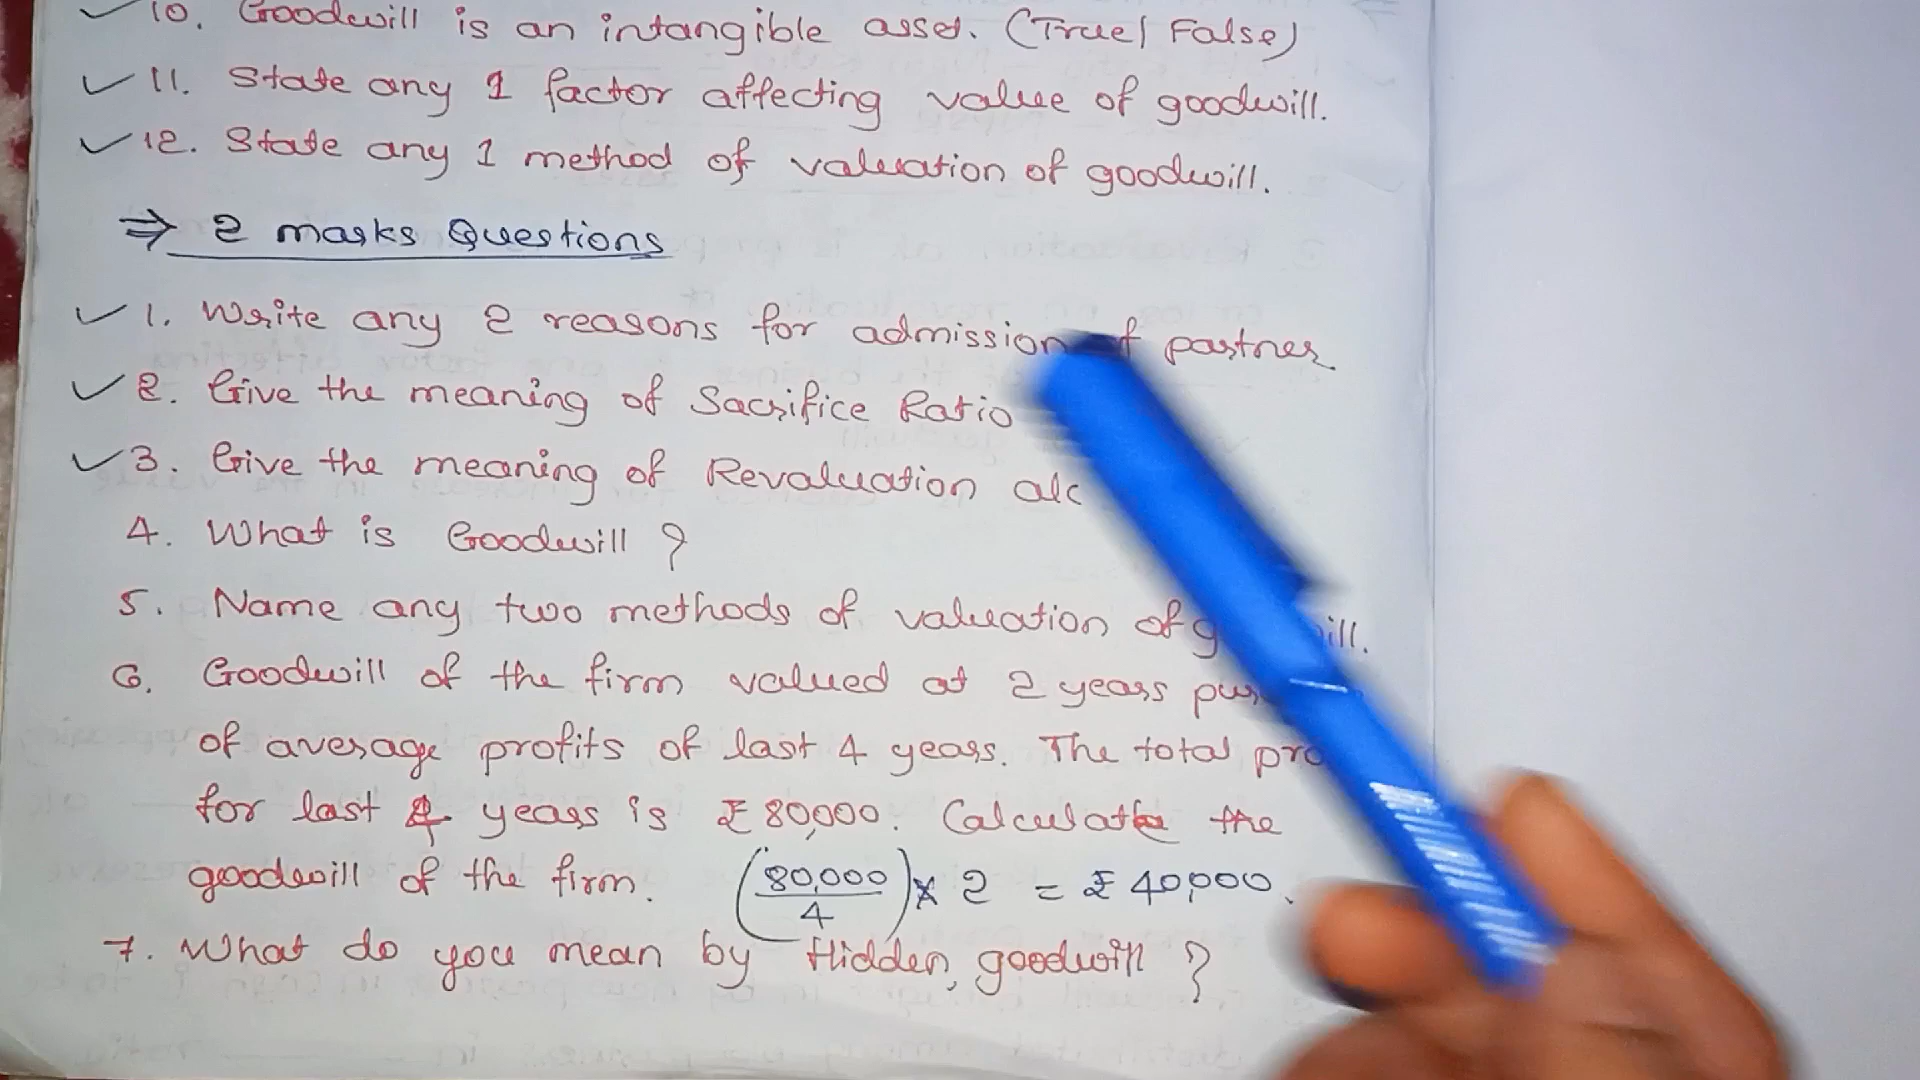 10. Goodwill is an intangible asset. (True/ False)
11. State any 1 factor affecting value of goodwill.
12. State any 1 method of valuation of goodwill.
⇒ 2 marks Questions
1. Write any 2 reasons for admission of partner
2. Give the meaning of Sacrifice Ratio
3. Give the meaning of Revaluation a/c
4. What is Goodwill ?
5. Name any two methods of valuation of
6. Goodwill of the firm valued at 2 years
of average profits of last 4 years. The total
for last 4 years is ₹ 80,000. Calculate the
goodwill of the firm. (80,000/4) × 2 = ₹ 40,000.
7. What do you mean by Hidden goodwill ?